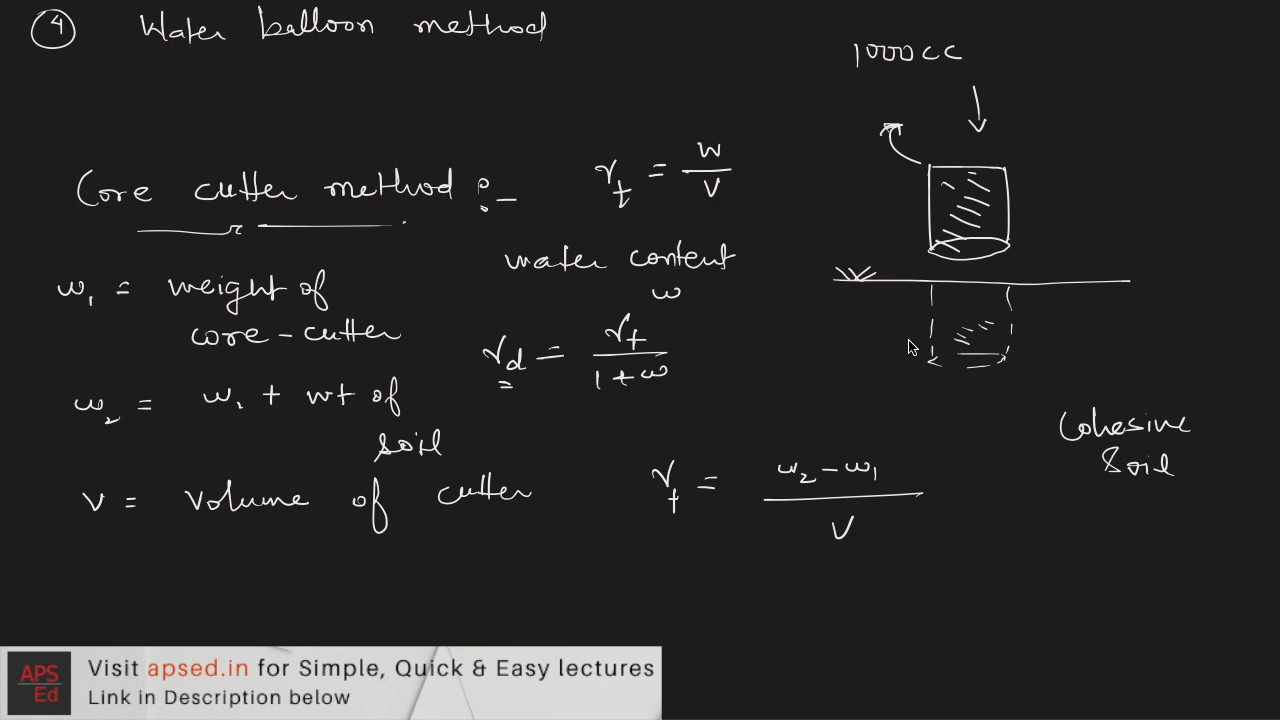 ④ Water balloon method
1000cc
Core cutter method :-
γt = W / V
w₁ = weight of
core-cutter
water content
w
γd = γt / 1+w
w₂ = w₁ + wt of
soil
V = Volume of cutter
γt = w₂-w₁ / V
Cohesive
Soil
APS
Ed
Visit apsed.in for Simple, Quick & Easy lectures
Link in Description below